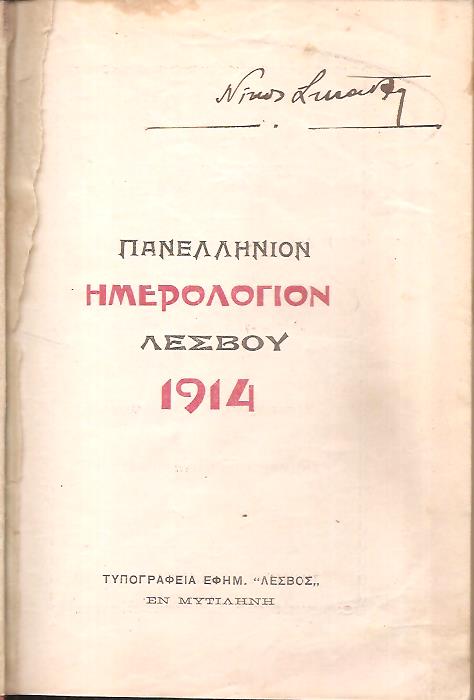 Νίκος
ΠΑΝΕΛΛΗΝΙΟΝ
ΗΜΕΡΟΛΟΓΙΟΝ
ΛΕΣΒΟΥ
1914
ΤΥΠΟΓΡΑΦΕΙΑ ΕΦΗΜ. "ΛΕΣΒΟΣ„
ΕΝ ΜΥΤΙΛΗΝΗ